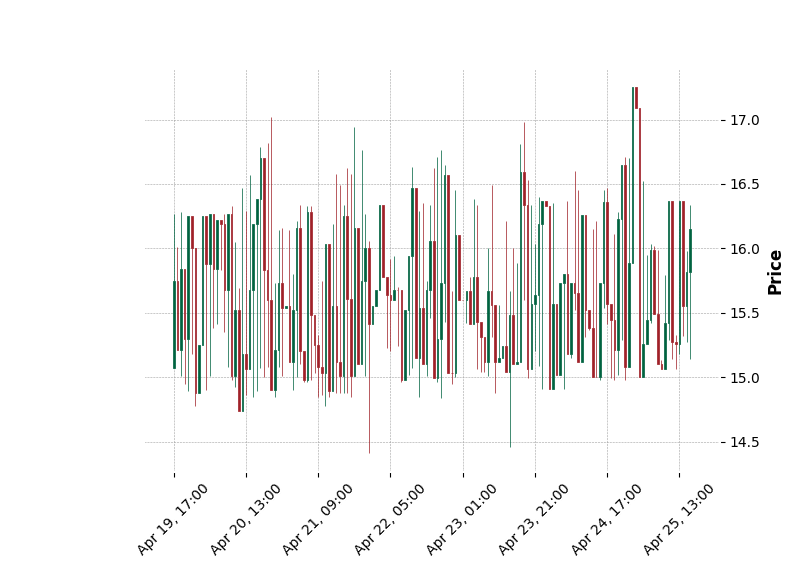 17.0
16.5
16.0
15.5
15.0
14.5
Price
Apr 19, 17:00
Apr 20, 13:00
Apr 21, 09:00
Apr 22, 05:00
Apr 23, 01:00
Apr 23, 21:00
Apr 24, 17:00
Apr 25, 13:00